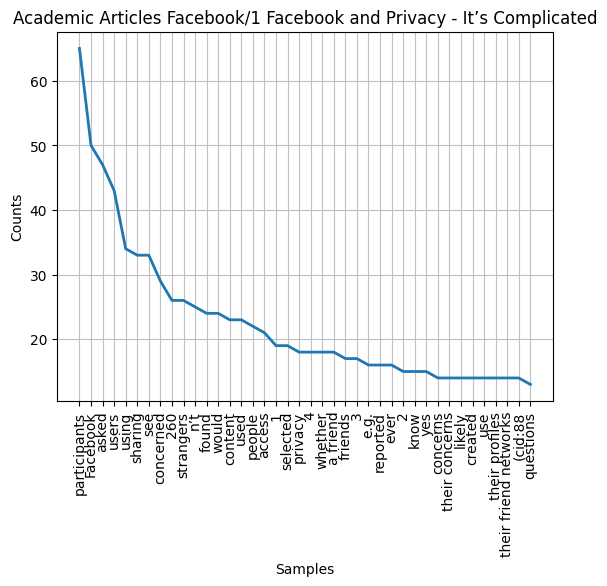 Academic Articles Facebook/1 Facebook and Privacy - It’s Complicated
60
50
40
30
20
Counts
participants
Facebook
asked
users
using
sharing
see
concerned
260
strangers
n't
found
would
content
used
people
access
1
selected
privacy
4
whether
a friend
friends
3
e.g.
reported
ever
2
know
yes
concerns
their concerns
likely
created
use
their profiles
their friend networks
(cid:88
questions
Samples